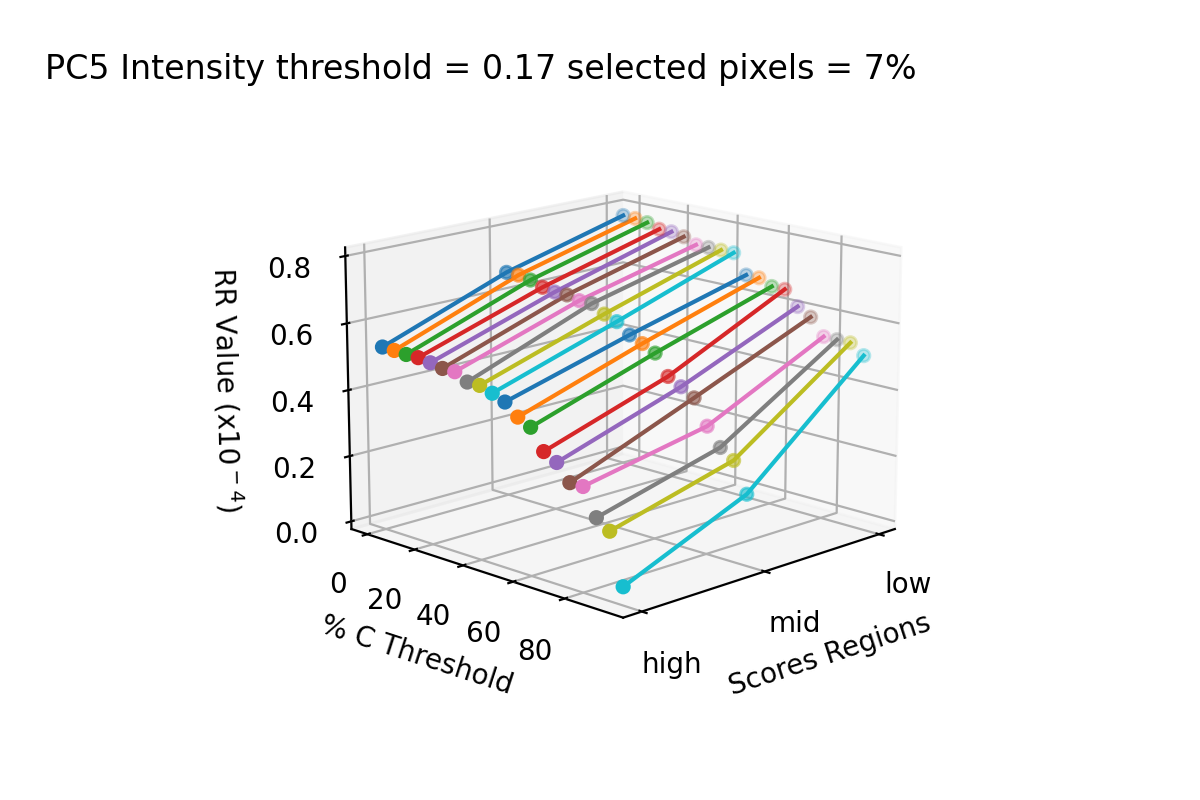 PC5 Intensity threshold = 0.17 selected pixels = 7%
RR Value (x10⁻⁴)
0.8
0.6
0.4
0.2
0.0
0
20
40
60
80
% C Threshold
high
mid
low
Scores Regions